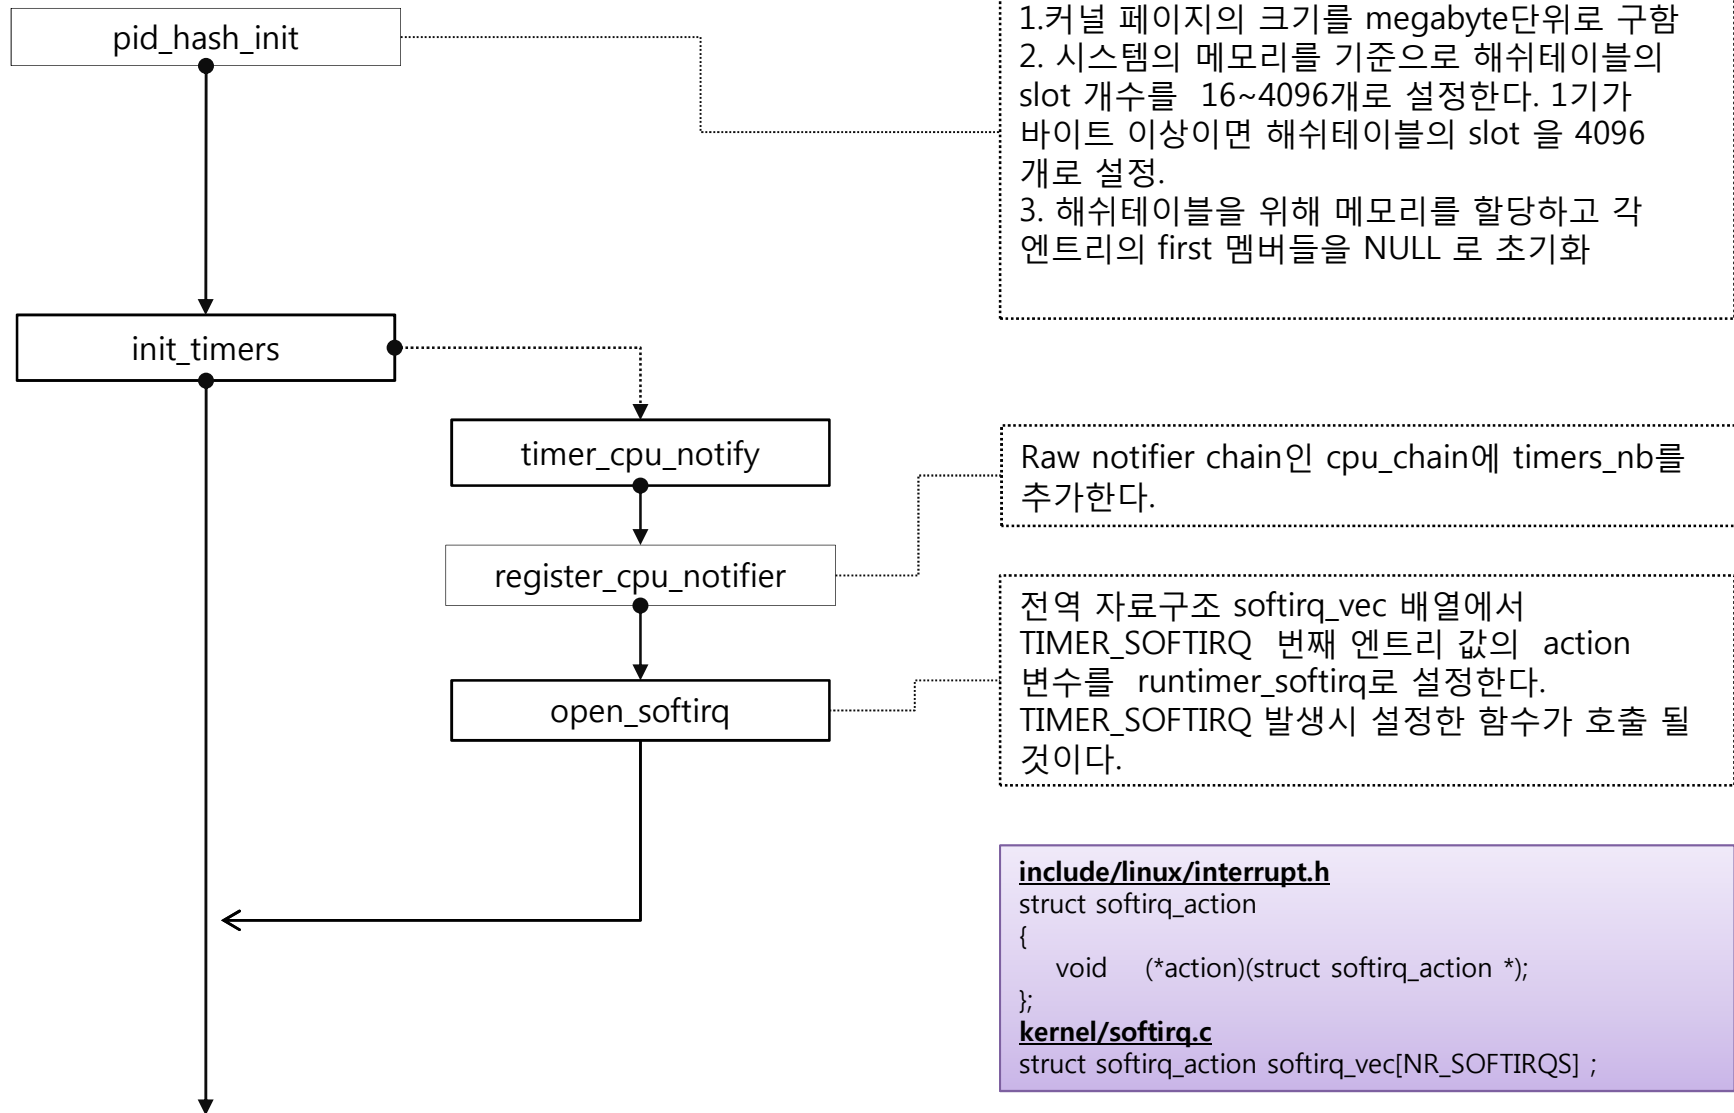 pid_hash_init
1.커널 페이지의 크기를 megabyte단위로 구함
2. 시스템의 메모리를 기준으로 해쉬테이블의
slot 개수를 16~4096개로 설정한다. 1기가
바이트 이상이면 해쉬테이블의 slot 을 4096
개로 설정.
3. 해쉬테이블을 위해 메모리를 할당하고 각
엔트리의 first 멤버들을 NULL 로 초기화
init_timers
timer_cpu_notify
Raw notifier chain인 cpu_chain에 timers_nb를
추가한다.
register_cpu_notifier
전역 자료구조 softirq_vec 배열에서
TIMER_SOFTIRQ 번째 엔트리 값의 action
변수를 runtimer_softirq로 설정한다.
TIMER_SOFTIRQ 발생시 설정한 함수가 호출 될
것이다.
open_softirq
include/linux/interrupt.h
struct softirq_action
{
void (*action)(struct softirq_action *);
};
kernel/softirq.c
struct softirq_action softirq_vec[NR_SOFTIRQS] ;